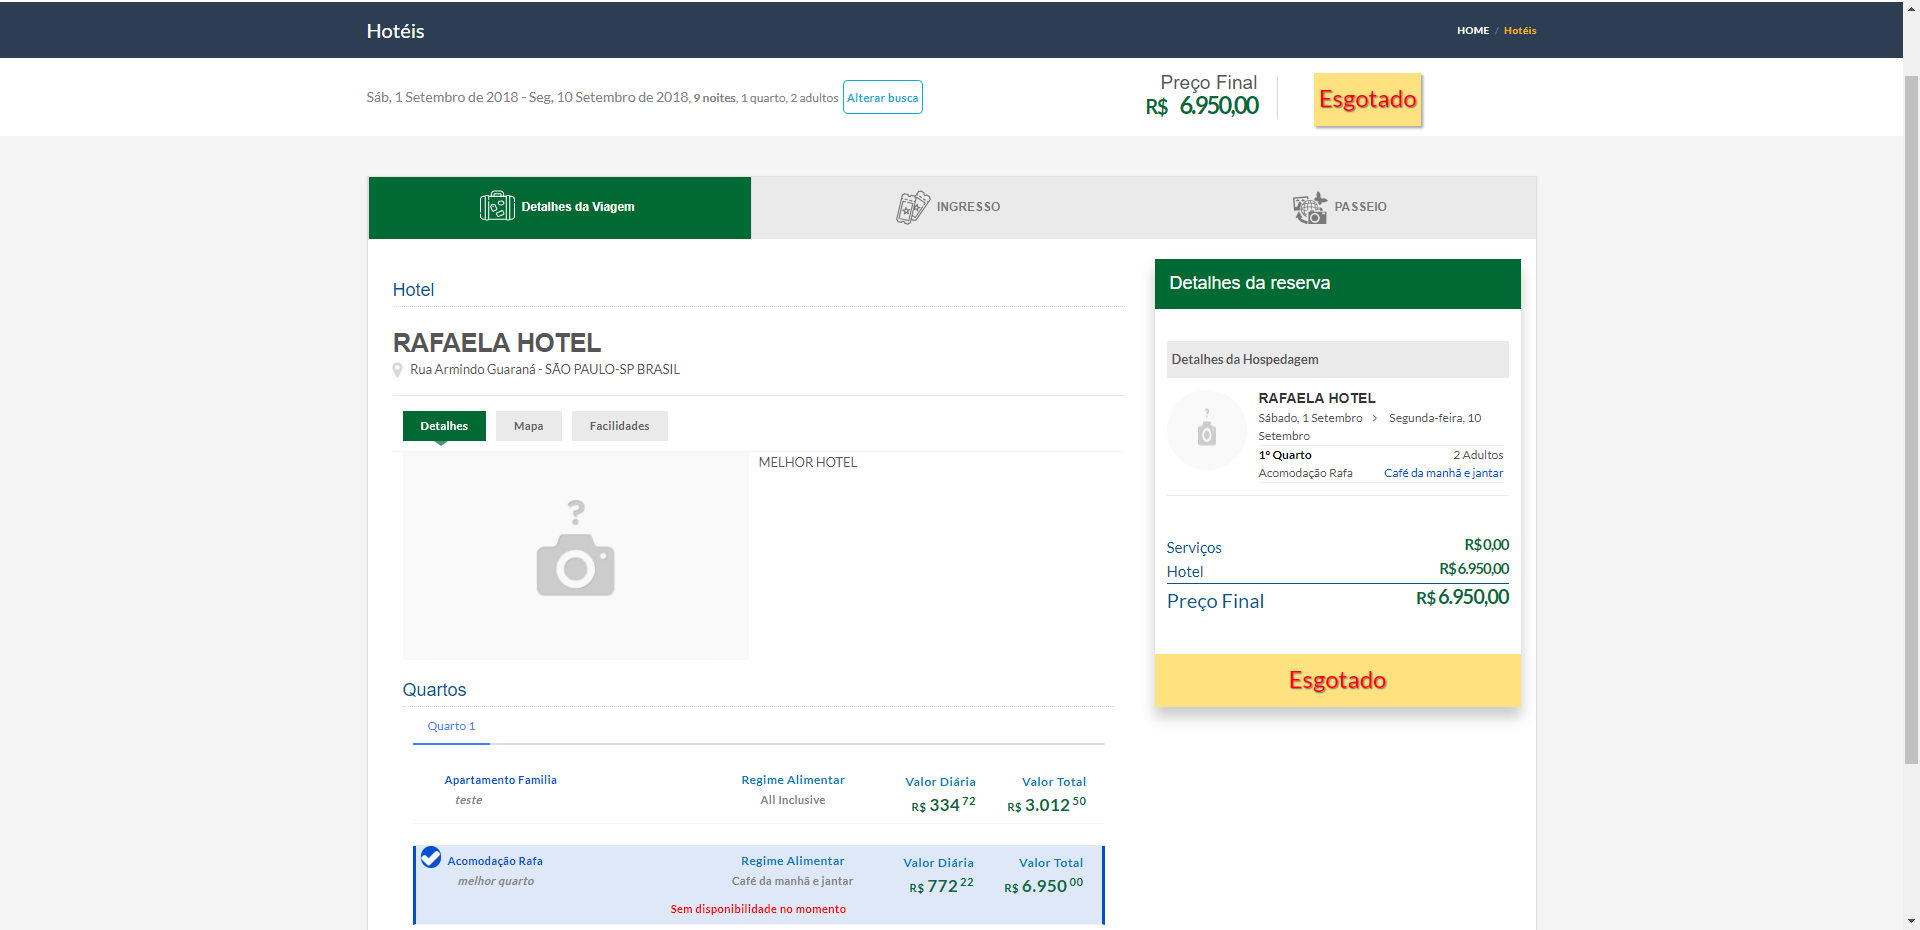 Hotéis
HOME / Hotéis
Sáb, 1 Setembro de 2018 - Seg, 10 Setembro de 2018, 9 noites, 1 quarto, 2 adultos Alterar busca
Preço Final
R$ 6.950,00
Esgotado
Detalhes da Viagem
INGRESSO
PASSEIO
Hotel
RAFAELA HOTEL
Rua Armindo Guaraná - SÃO PAULO-SP BRASIL
Detalhes
Mapa
Facilidades
MELHOR HOTEL
Quartos
Quarto 1
Apartamento Familia
teste
Regime Alimentar
All Inclusive
Valor Diária
R$ 334 72
Valor Total
R$ 3.012 50
Acomodação Rafa
melhor quarto
Regime Alimentar
Café da manhã e jantar
Valor Diária
R$ 772 22
Valor Total
R$ 6.950 00
Sem disponibilidade no momento
Detalhes da reserva
Detalhes da Hospedagem
RAFAELA HOTEL
Sábado, 1 Setembro > Segunda-feira, 10
Setembro
1º Quarto 2 Adultos
Acomodação Rafa Café da manhã e jantar
Serviços R$ 0,00
Hotel R$ 6.950,00
Preço Final R$ 6.950,00
Esgotado